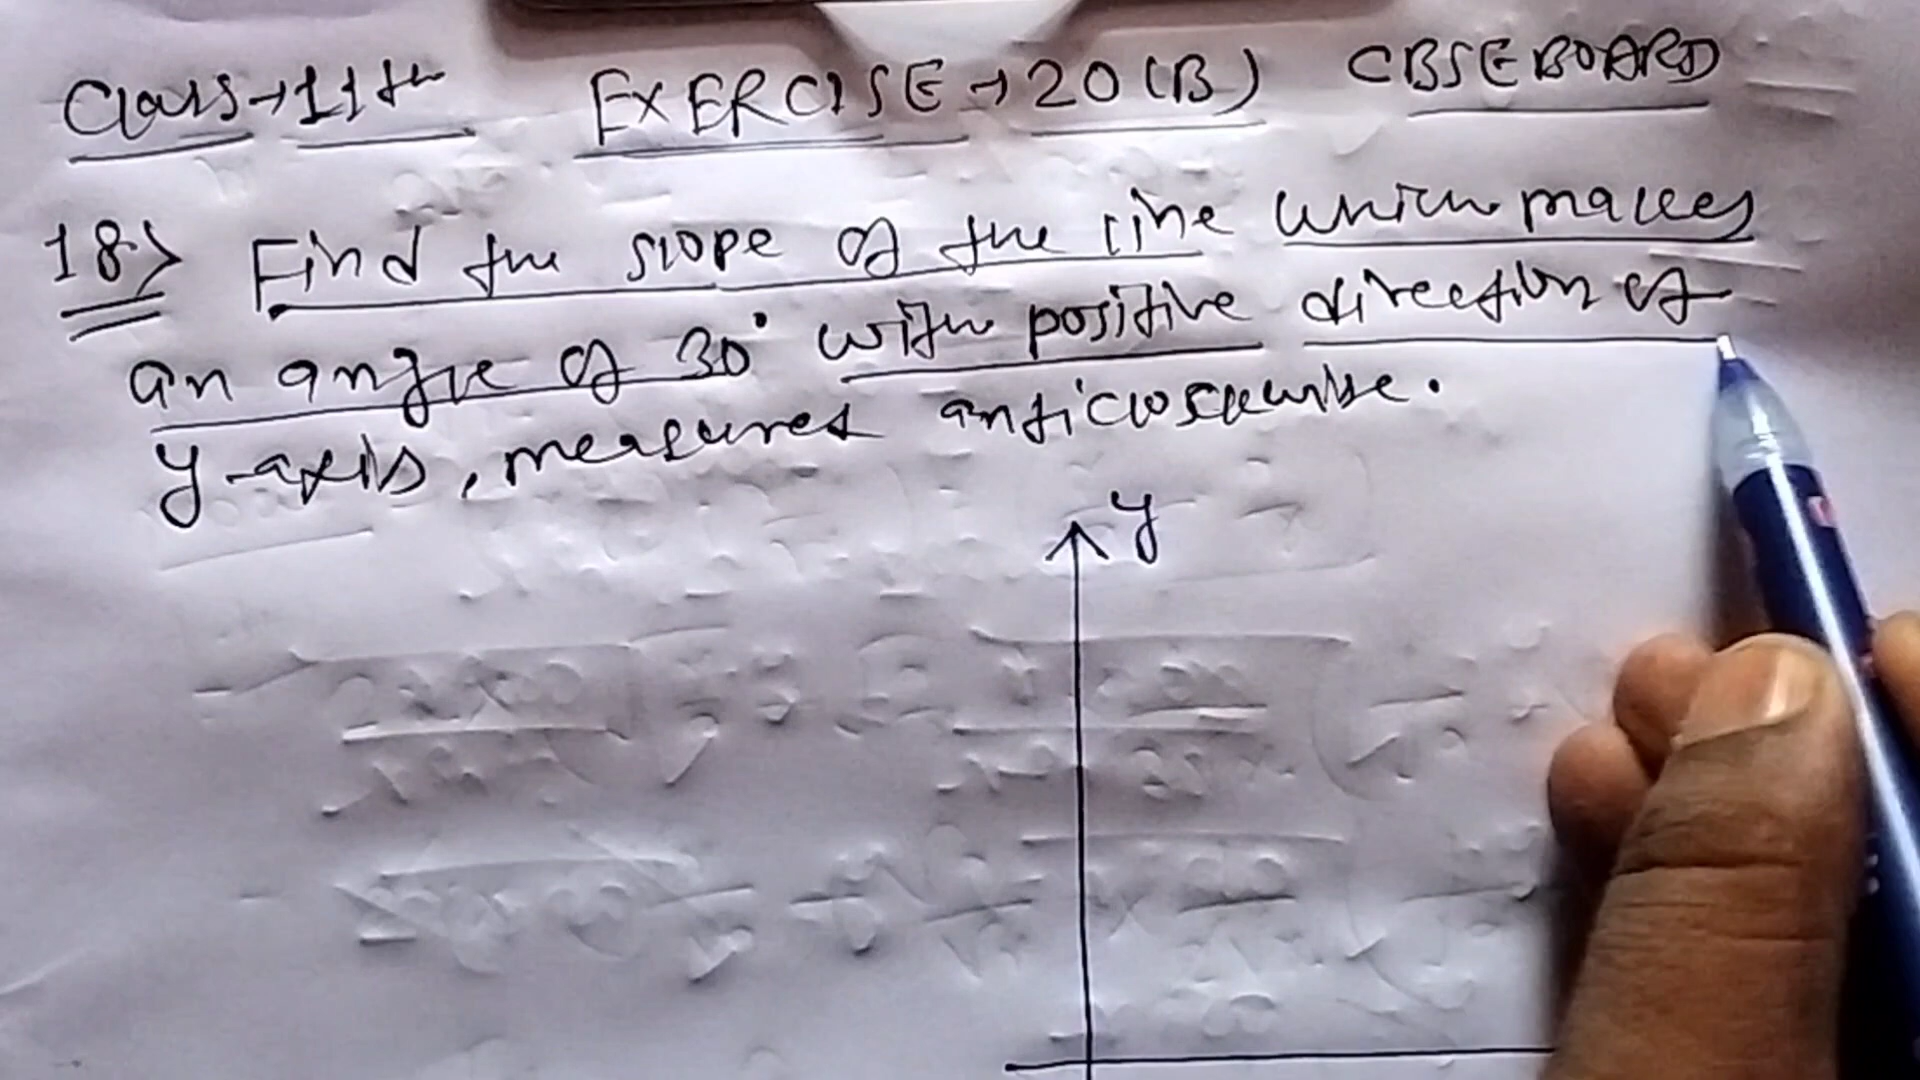 Class→11th EXERCISE→20(B) CBSE BOARD
18> Find the slope of the line which makes
an angle of 30° with positive direction of
y-axis, measured anticlockwise.
y